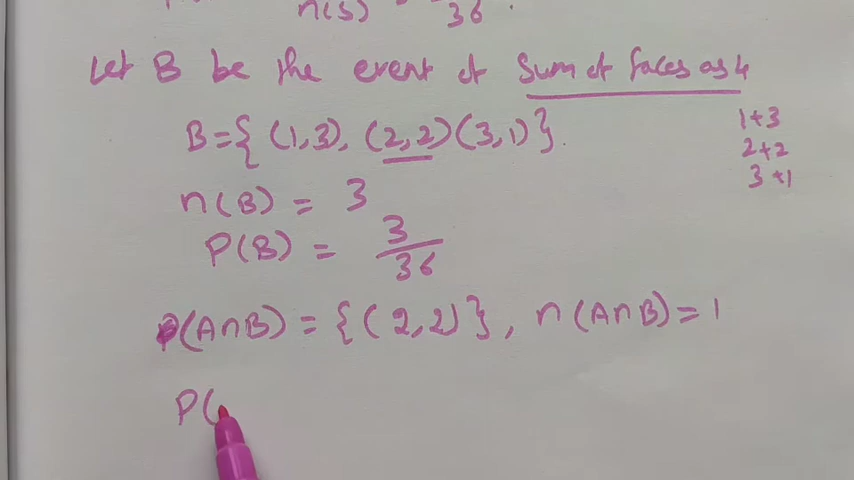 n(S) 36.
Let B be the event of Sum of faces as 4
B={ (1,3), (2,2)(3,1)}.
1+3
2+2
3+1
n(B) = 3
P(B) = 3/36
(A∩B) = {(2,2)}, n(A∩B)=1
P(